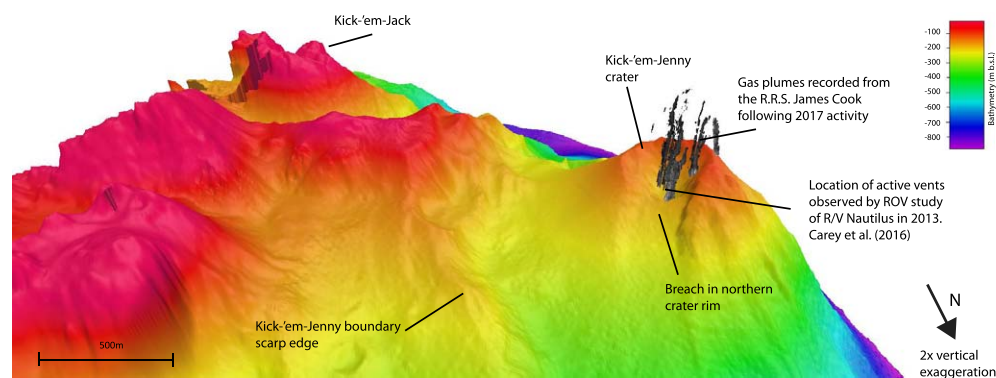 Kick-'em-Jack
Kick-'em-Jenny
crater
Gas plumes recorded from
the R.R.S. James Cook
following 2017 activity
-100
-200
-300
-400
-500
-600
-700
-800
Bathymetry (m b.s.l.)
Location of active vents
observed by ROV study
of R/V Nautilus in 2013.
Carey et al. (2016)
Breach in northern
crater rim
Kick-'em-Jenny boundary
scarp edge
500m
N
2x vertical
exaggeration